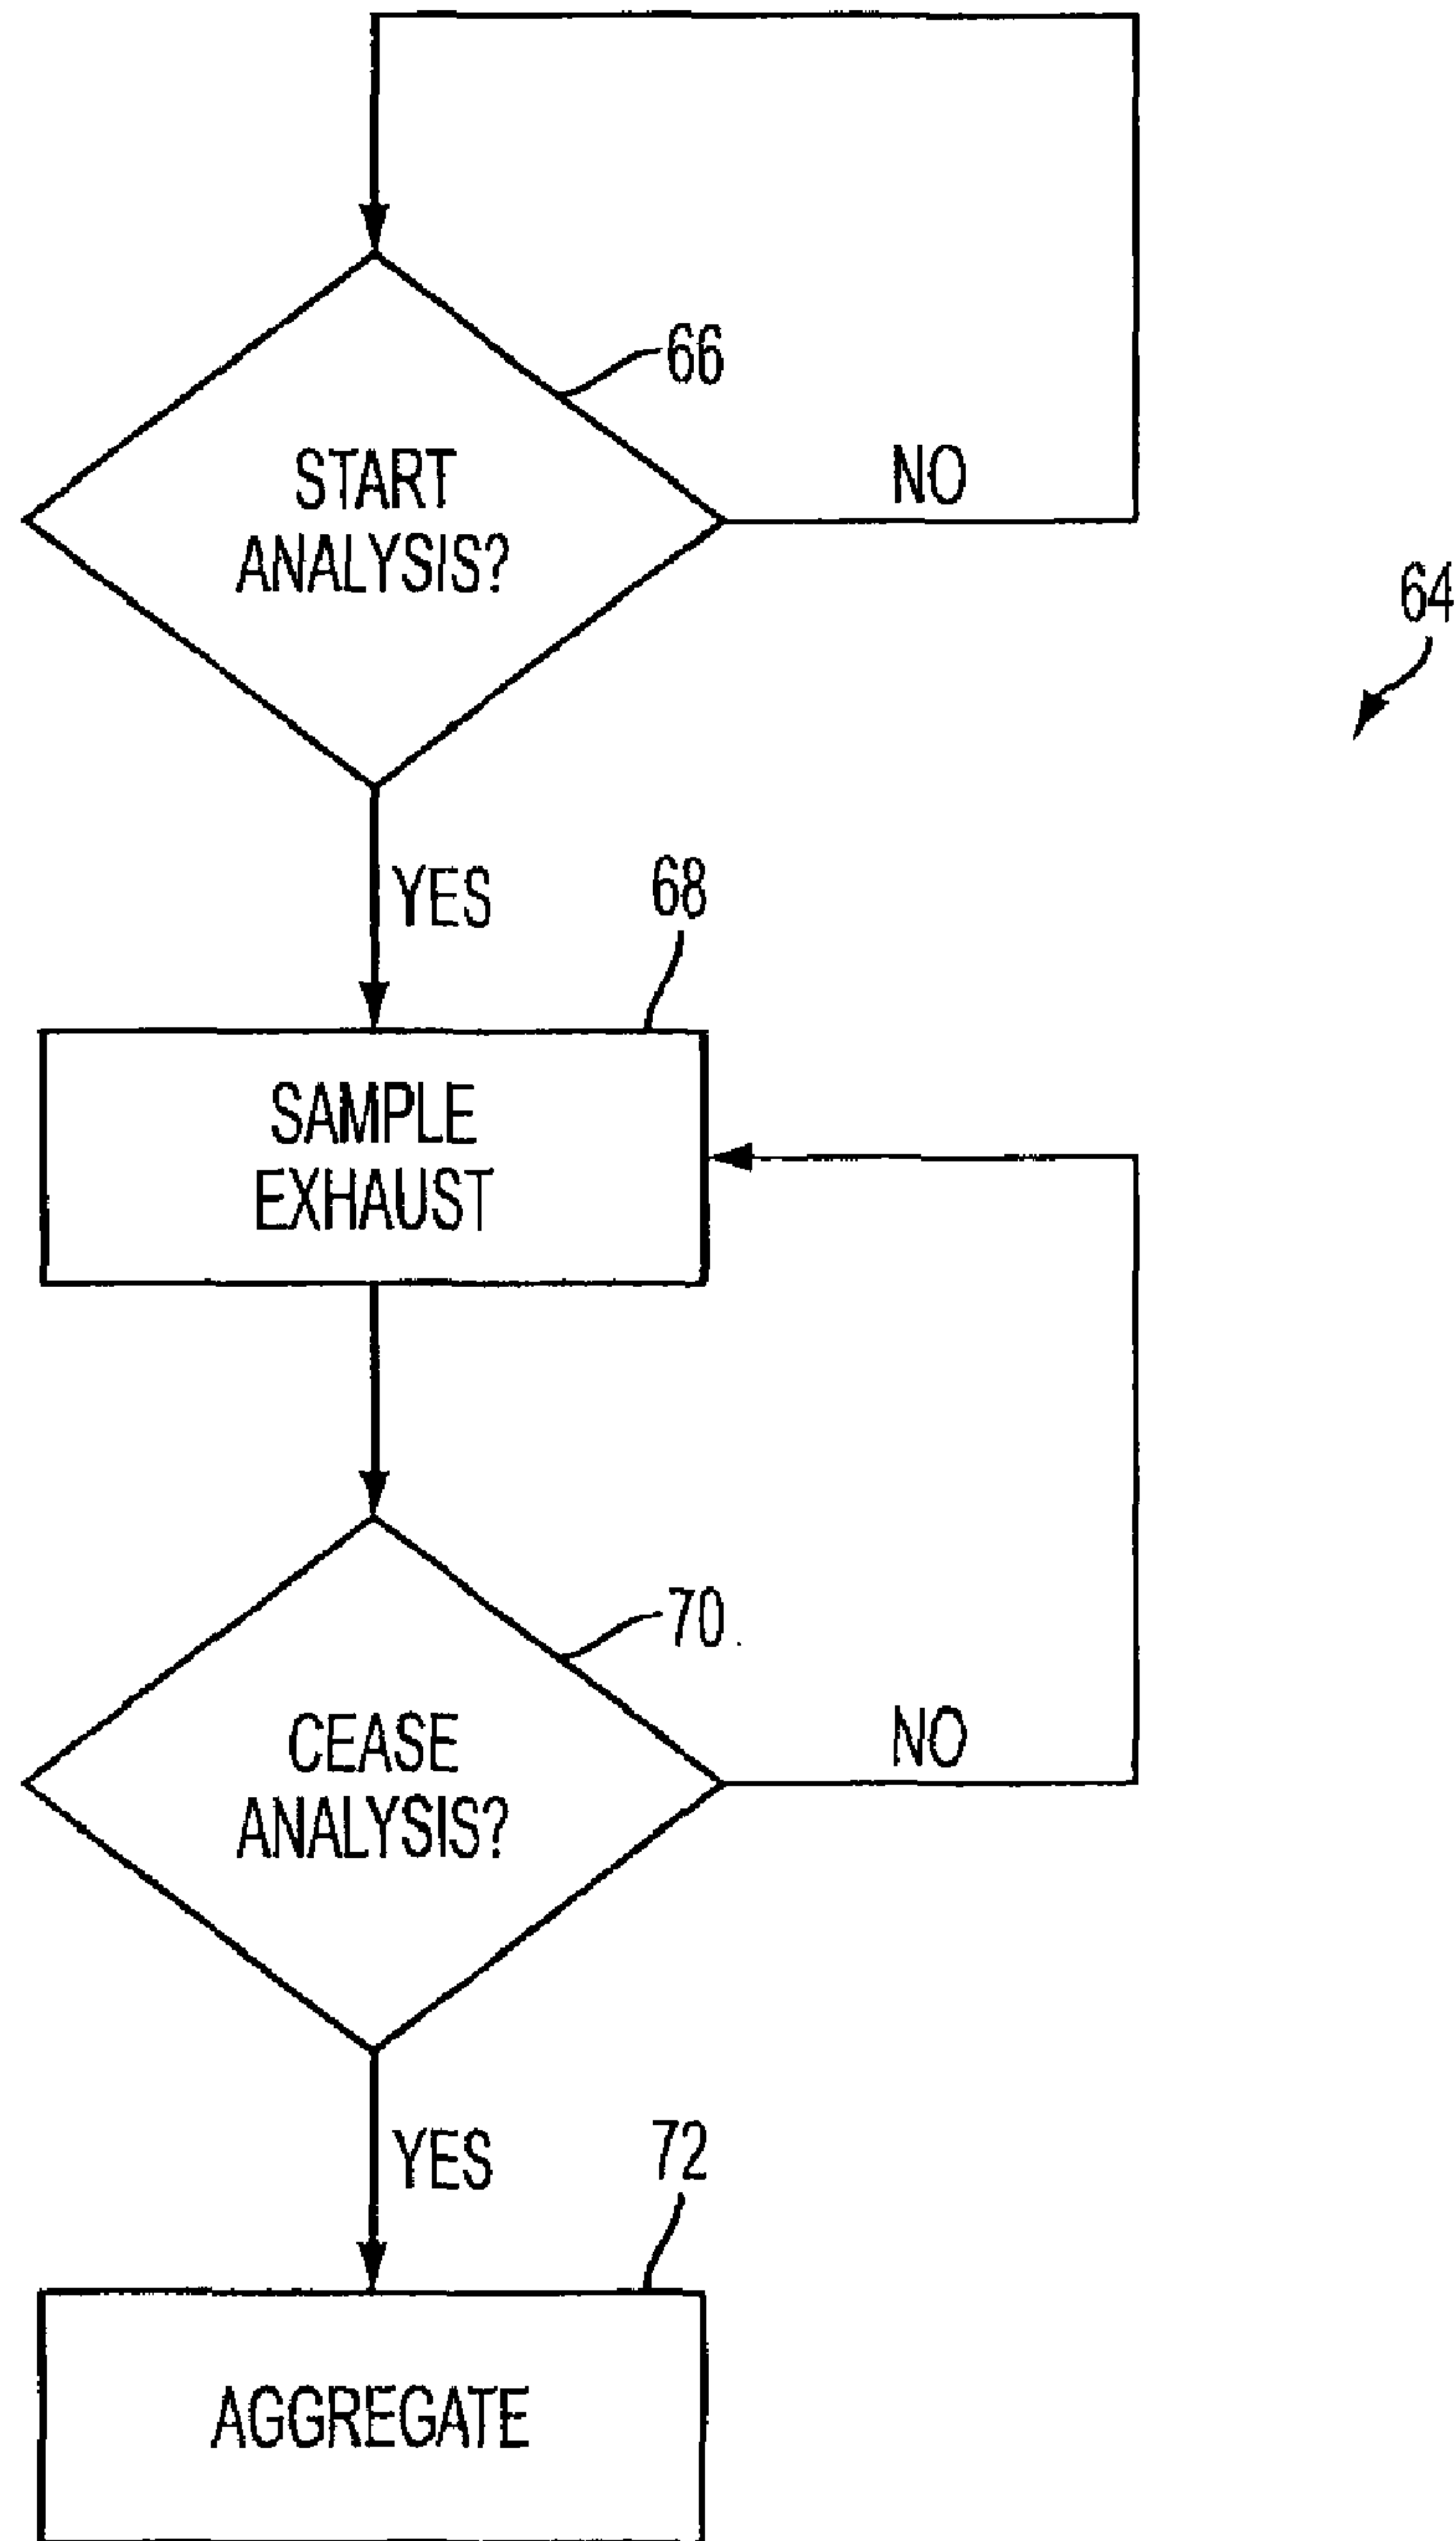 66
START
ANALYSIS?
NO
64
YES
68
SAMPLE
EXHAUST
70
CEASE
ANALYSIS?
NO
YES
72
AGGREGATE